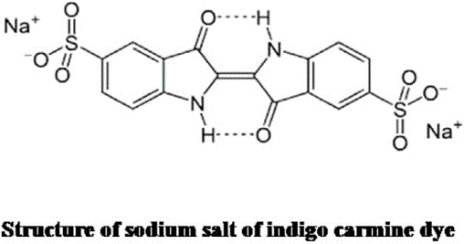 O H
Na⁺ O
S N
⁻O O
O
N O⁻
H O S
O O
Na⁺
Structure of sodium salt of indigo carmine dye